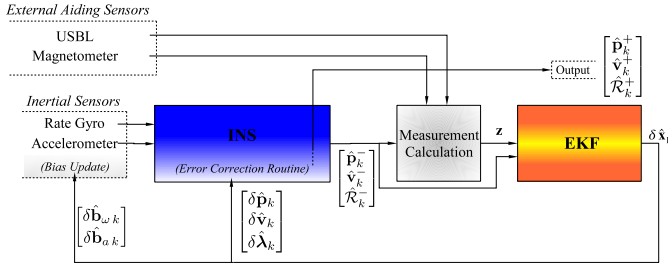 External Aiding Sensors
USBL
Magnetometer
Output
p̂ₖ⁺
v̂ₖ⁺
ℛ̂ₖ⁺
Inertial Sensors
Rate Gyro
Accelerometer
(Bias Update)
INS
(Error Correction Routine)
p̂ₖ⁻
v̂ₖ⁻
ℛ̂ₖ⁻
Measurement
Calculation
z
EKF
δx̂ₖ
δb̂ω k
δb̂a k
δp̂ₖ
δv̂ₖ
δλ̂ₖ